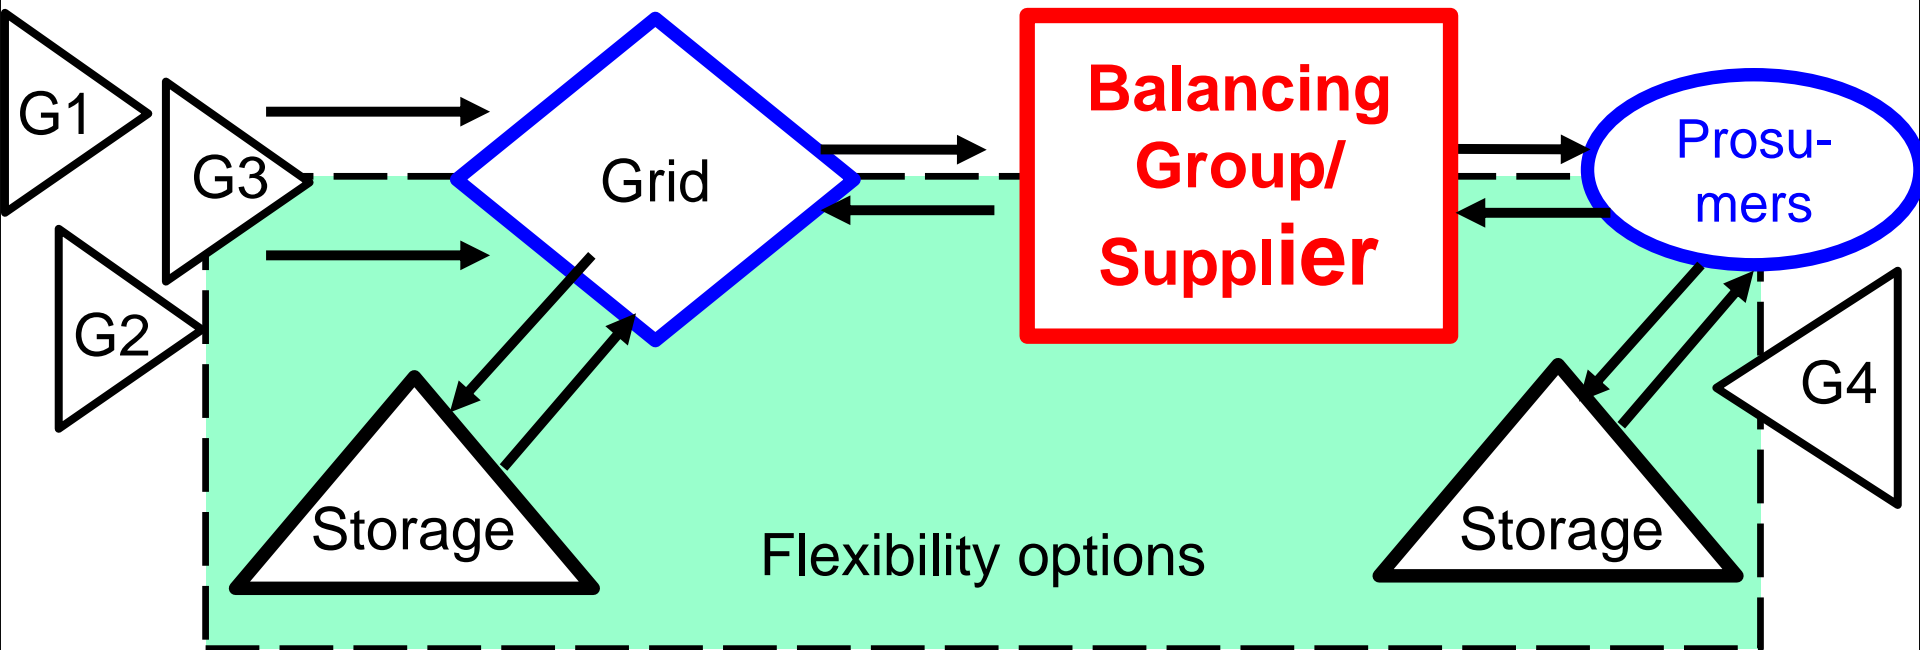 G1
G3
G2
Grid
Balancing
Group/
Supplier
Prosu-
mers
G4
Storage
Flexibility options
Storage